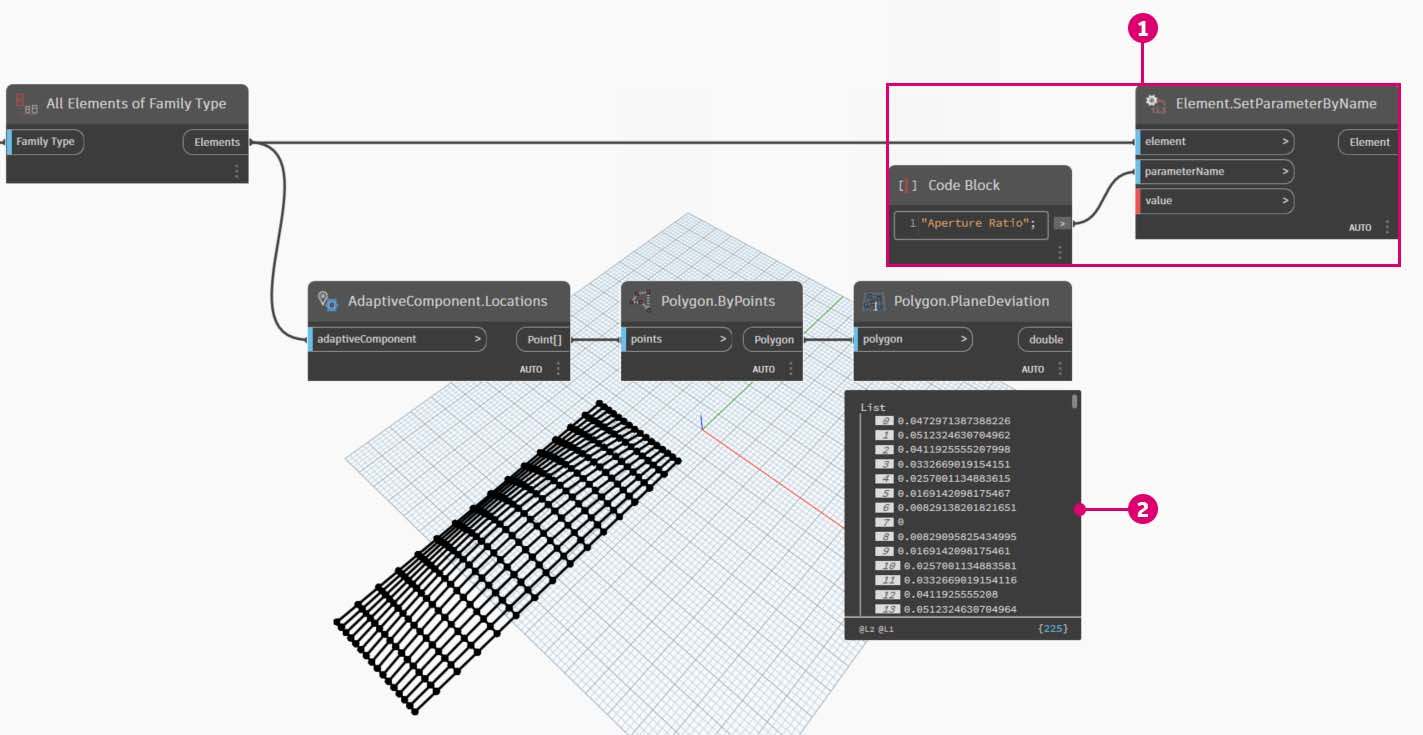 1
All Elements of Family Type
Element.SetParameterByName
Family Type
Elements
element >
Element
parameterName >
value >
AUTO
Code Block
1 "Aperture Ratio";
>
AdaptiveComponent.Locations
adaptiveComponent >
Point[]
AUTO
Polygon.ByPoints
points >
Polygon
AUTO
Polygon.PlaneDeviation
polygon >
double
AUTO
List
0 0.0472971387388226
1 0.0512324630704962
2 0.0411925555207998
3 0.0332669019154151
4 0.0257001134883615
5 0.0169142098175467
6 0.00829138201821651
7 0
8 0.00829095825434995
9 0.0169142098175461
10 0.0257001134883581
11 0.0332669019154116
12 0.0411925555208
13 0.0512324630704964
@L2 @L1
{225}
2